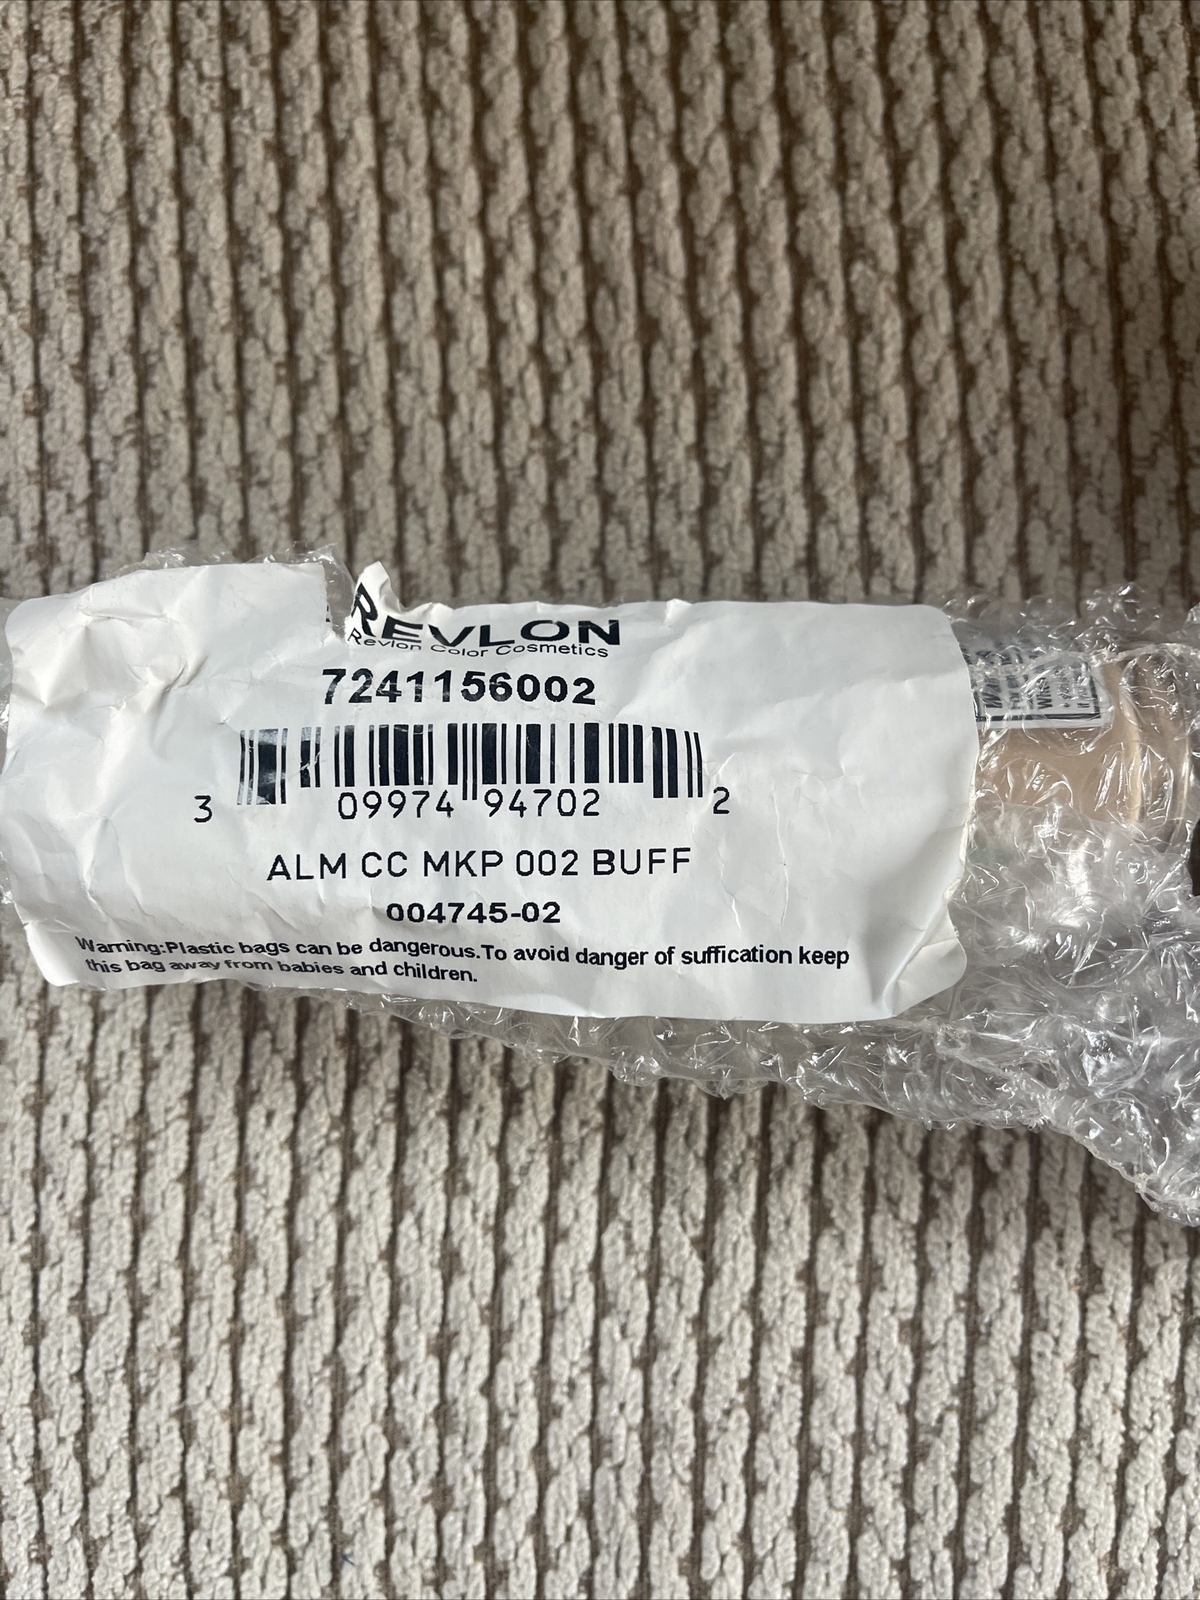 REVLON
Revlon Color Cosmetics
7241156002
3 09974 94702 2
ALM CC MKP 002 BUFF
004745-02
Warning:Plastic bags can be dangerous.To avoid danger of suffication keep
this bag away from babies and children.